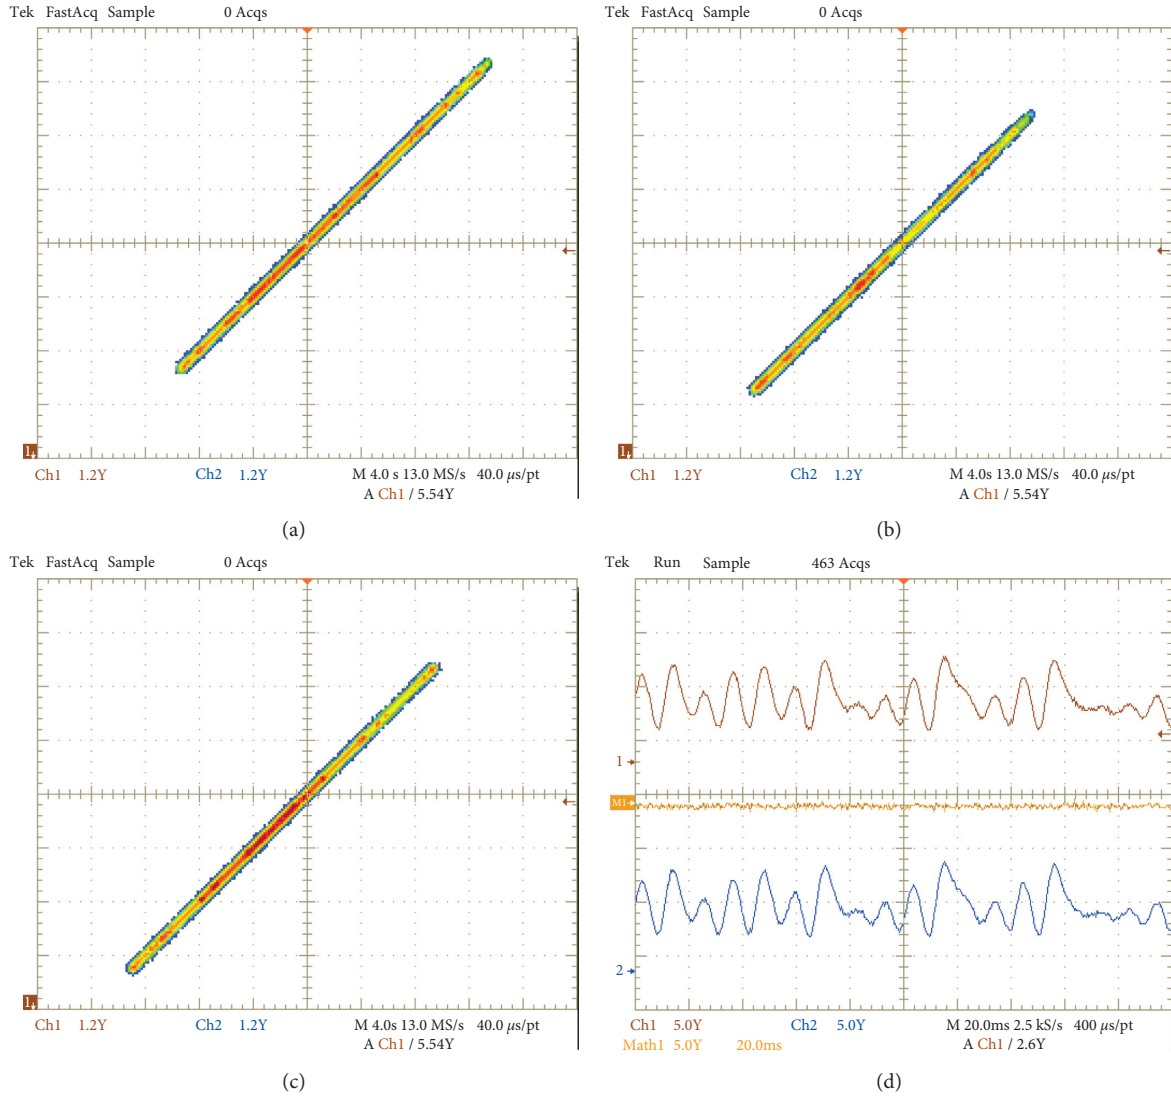 Tek FastAcq Sample 0 Acqs
1
Ch1 1.2Y Ch2 1.2Y M 4.0 s 13.0 MS/s 40.0 µs/pt
A Ch1 / 5.54Y
(a)
Tek FastAcq Sample 0 Acqs
1
Ch1 1.2Y Ch2 1.2Y M 4.0s 13.0 MS/s 40.0 µs/pt
A Ch1 / 5.54Y
(b)
Tek FastAcq Sample 0 Acqs
1
Ch1 1.2Y Ch2 1.2Y M 4.0s 13.0 MS/s 40.0 µs/pt
A Ch1 / 5.54Y
(c)
Tek Run Sample 463 Acqs
1
M1
2
Ch1 5.0Y Ch2 5.0Y M 20.0ms 2.5 kS/s 400 µs/pt
Math1 5.0Y 20.0ms A Ch1 / 2.6Y
(d)